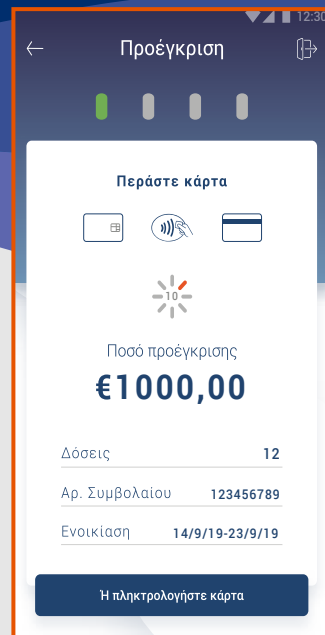 12:30
Προέγκριση
Περάστε κάρτα
10
Ποσό προέγκρισης
€1000,00
Δόσεις 12
Αρ. Συμβολαίου 123456789
Ενοικίαση 14/9/19-23/9/19
Ή πληκτρολογήστε κάρτα